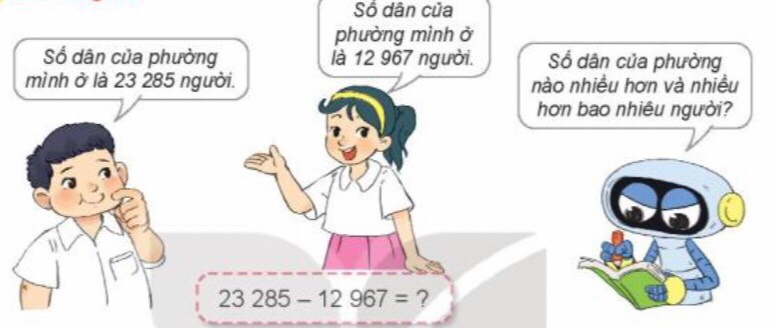 Số dân của phường
mình ở là 23 285 người.
Số dân của
phường mình ở
là 12 967 người.
Số dân của phường
nào nhiều hơn và nhiều
hơn bao nhiêu người?
23 285 – 12 967 = ?